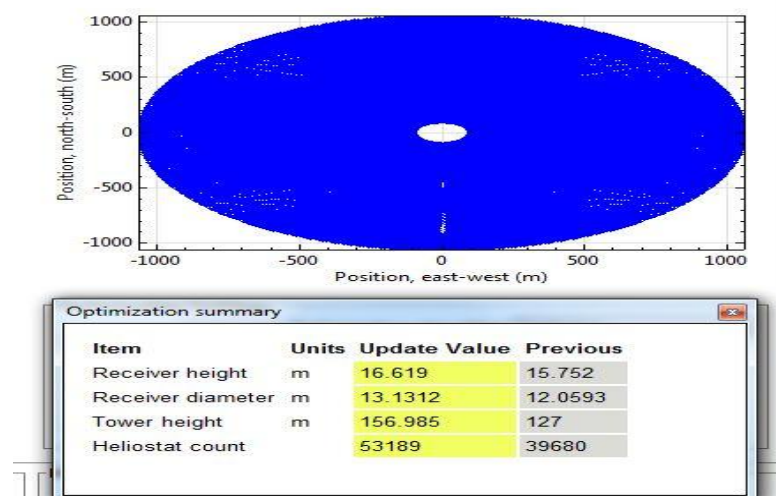 1000
500
0
-500
-1000
Position, north-south (m)
-1000 -500 0 500 1000
Position, east-west (m)
Optimization summary
Item Units Update Value Previous
Receiver height m 16.619 15.752
Receiver diameter m 13.1312 12.0593
Tower height m 156.985 127
Heliostat count 53189 39680